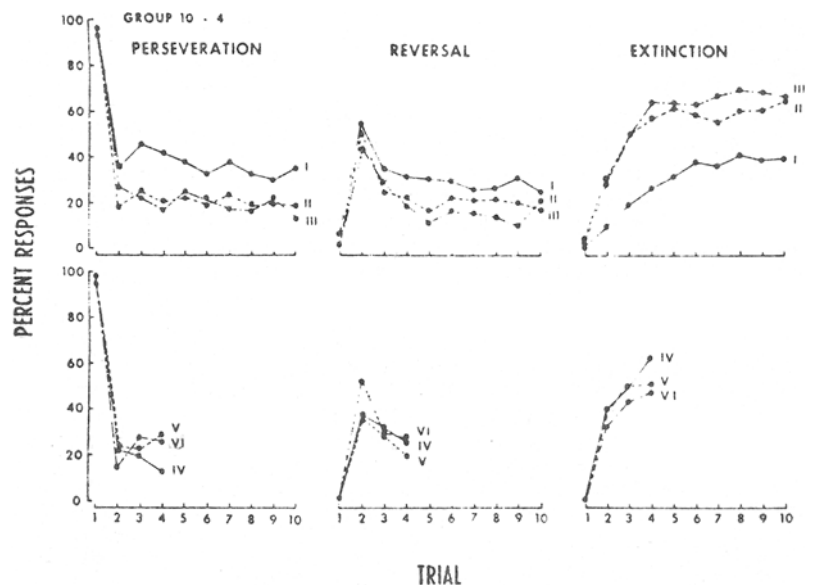 GROUP 10 - 4
PERSEVERATION
REVERSAL
EXTINCTION
PERCENT RESPONSES
100
80
60
40
20
0
I
II
III
I
II
III
III
II
I
100
80
60
40
20
0
V
VI
IV
VI
IV
V
IV
V
VI
1 2 3 4 5 6 7 8 9 10
1 2 3 4 5 6 7 8 9 10
1 2 3 4 5 6 7 8 9 10
TRIAL